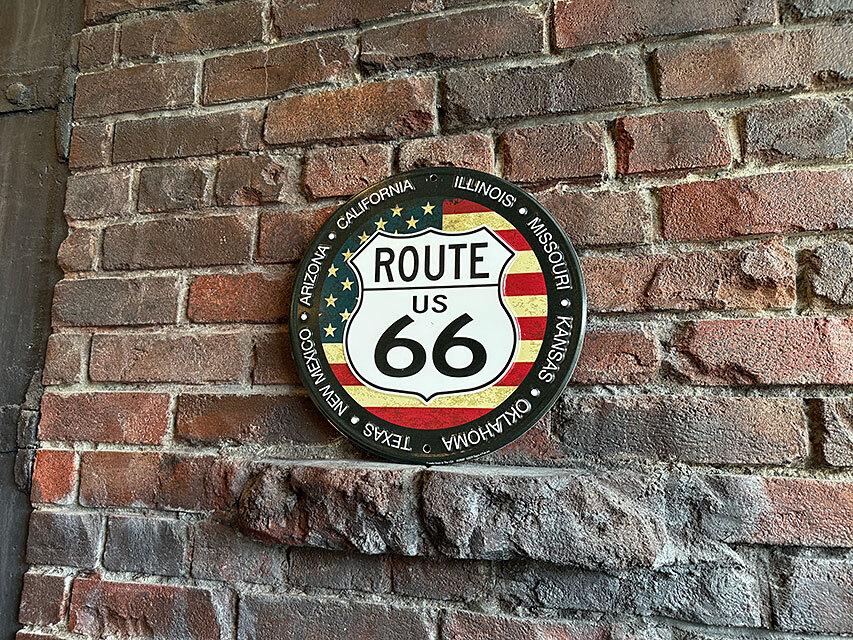 ROUTE
US
66
ILLINOIS • MISSOURI • KANSAS • OKLAHOMA • TEXAS • NEW MEXICO • ARIZONA • CALIFORNIA